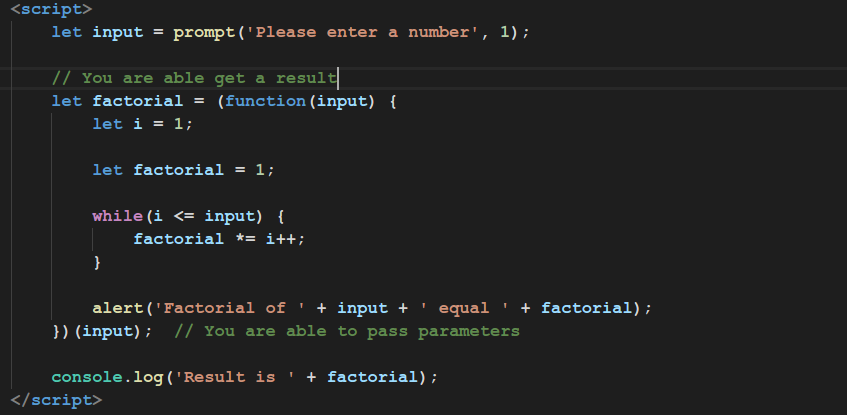 <script>
let input = prompt('Please enter a number', 1);
// You are able get a result
let factorial = (function(input) {
let i = 1;
let factorial = 1;
while(i <= input) {
factorial *= i++;
}
alert('Factorial of ' + input + ' equal ' + factorial);
})(input);  // You are able to pass parameters
console.log('Result is ' + factorial);
</script>